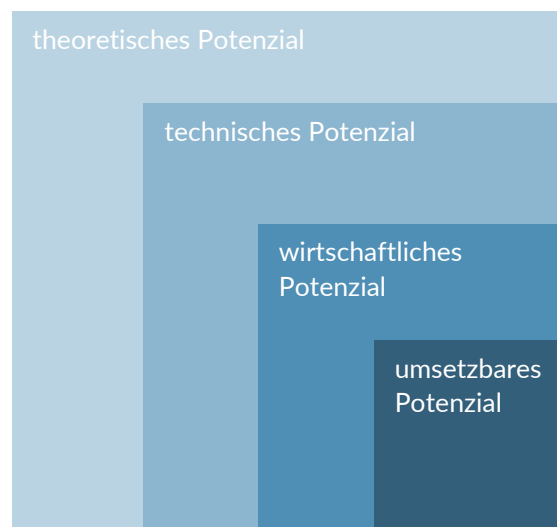 theoretisches Potenzial
technisches Potenzial
wirtschaftliches
Potenzial
umsetzbares
Potenzial